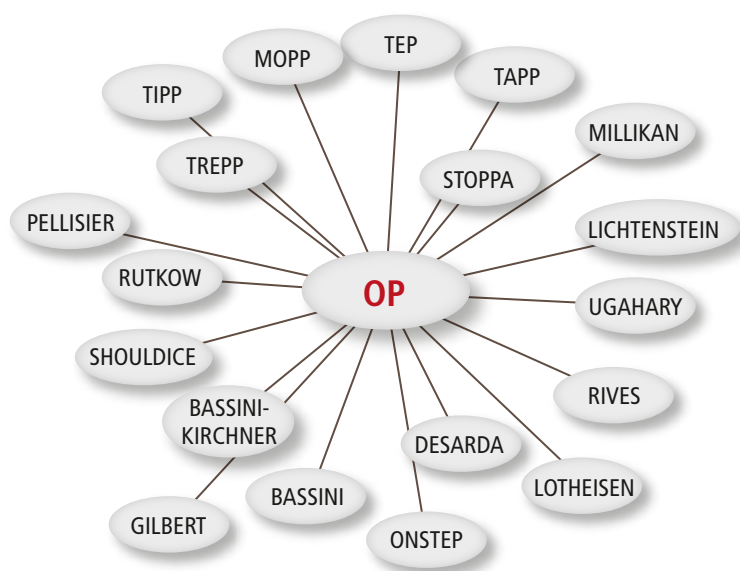 TEP
MOPP
TAPP
TIPP
MILLIKAN
TREPP
STOPPA
PELLISIER
LICHTENSTEIN
RUTKOW
OP
UGAHARY
SHOULDICE
RIVES
BASSINI-
KIRCHNER
DESARDA
LOTHEISEN
BASSINI
GILBERT
ONSTEP